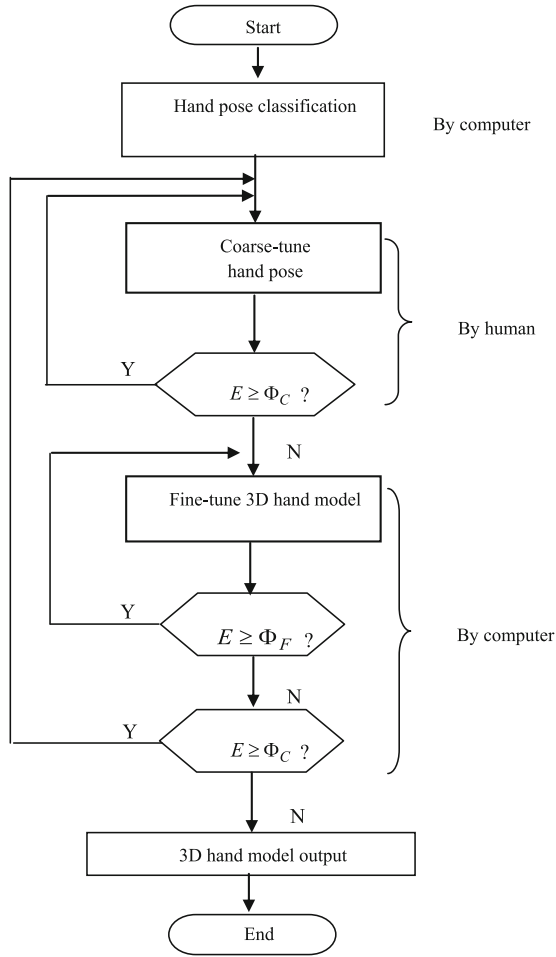 Start
Hand pose classification
By computer
Coarse-tune
hand pose
By human
Y
E ≥ Φ_C ?
N
Fine-tune 3D hand model
Y
E ≥ Φ_F ?
By computer
N
Y
E ≥ Φ_C ?
N
3D hand model output
End